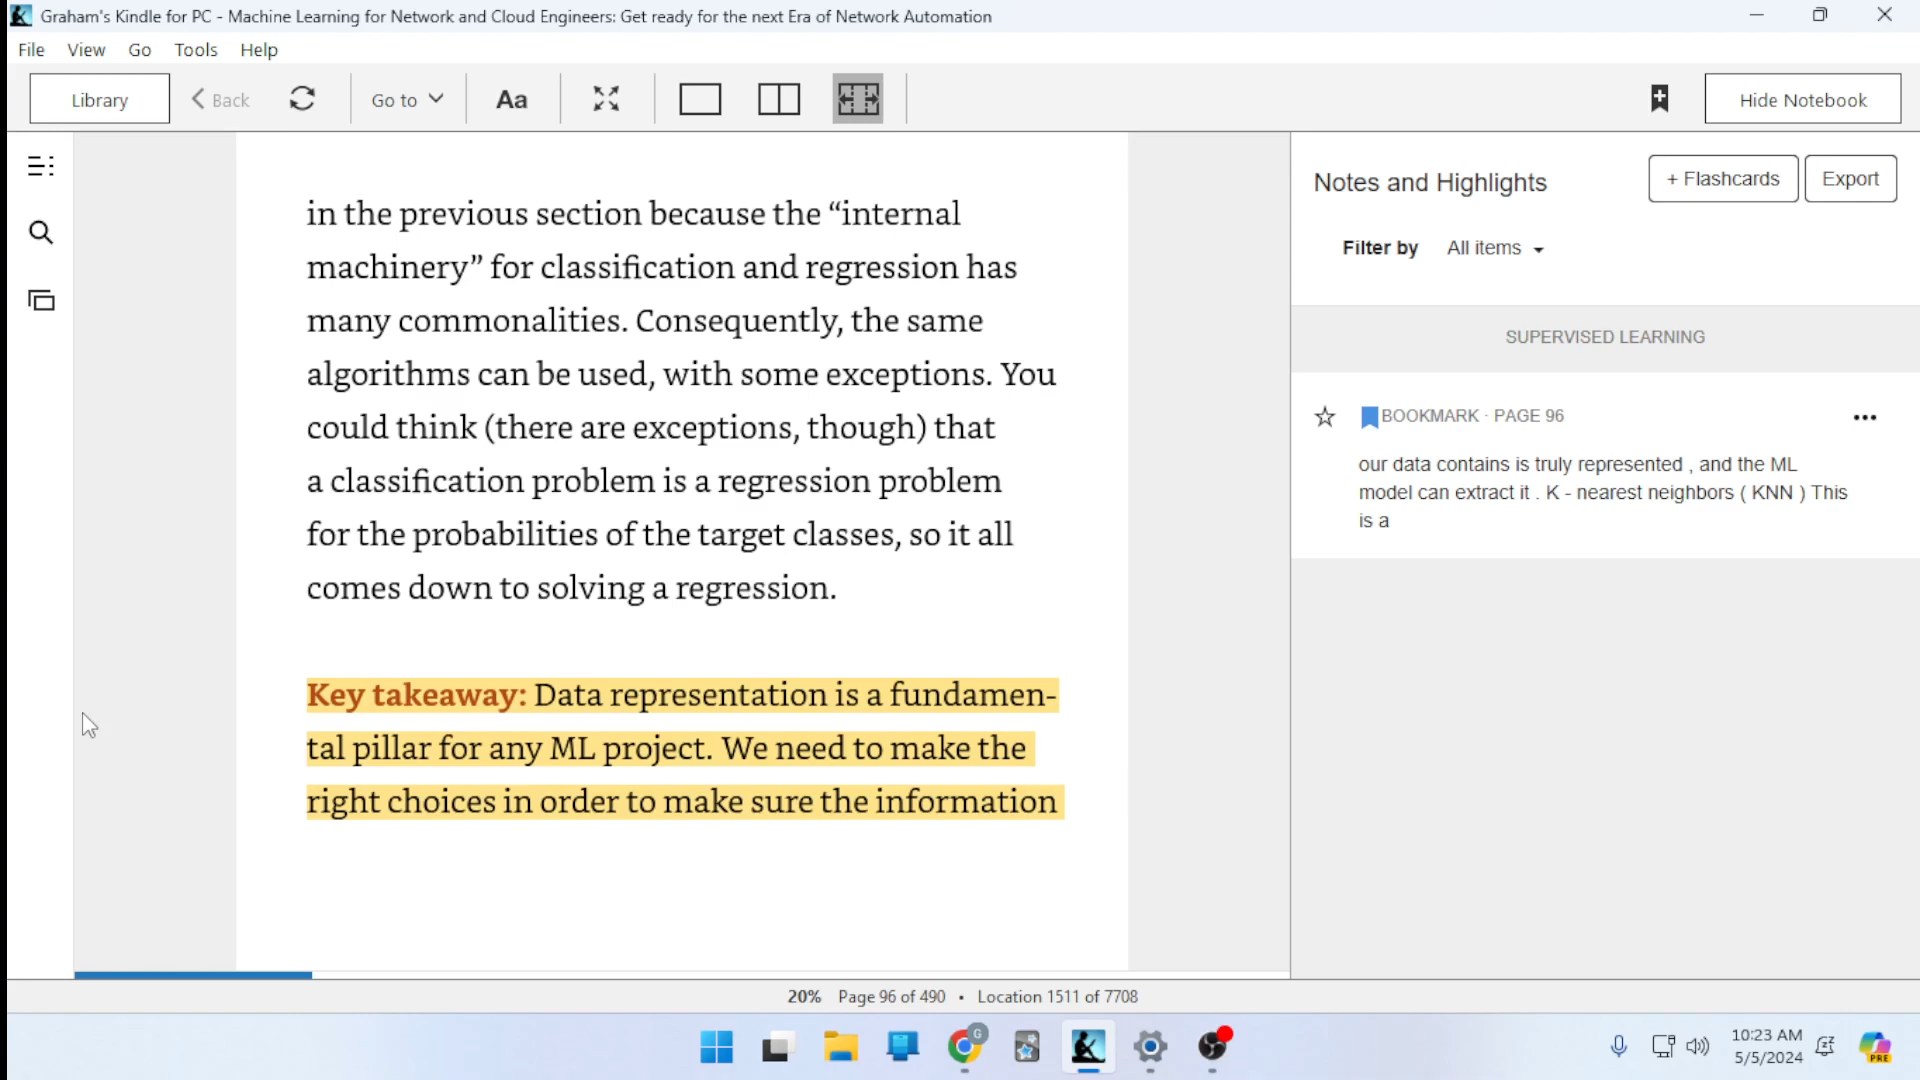 Graham's Kindle for PC - Machine Learning for Network and Cloud Engineers: Get ready for the next Era of Network Automation
File View Go Tools Help
Library Back Go to Aa Hide Notebook
in the previous section because the “internal
machinery” for classification and regression has
many commonalities. Consequently, the same
algorithms can be used, with some exceptions. You
could think (there are exceptions, though) that
a classification problem is a regression problem
for the probabilities of the target classes, so it all
comes down to solving a regression.
Key takeaway: Data representation is a fundamen-
tal pillar for any ML project. We need to make the
right choices in order to make sure the information
Notes and Highlights
+ Flashcards Export
Filter by All items
SUPERVISED LEARNING
BOOKMARK · PAGE 96
our data contains is truly represented , and the ML
model can extract it . K - nearest neighbors ( KNN ) This
is a
20% Page 96 of 490 • Location 1511 of 7708
G
10:23 AM
5/5/2024
PRE